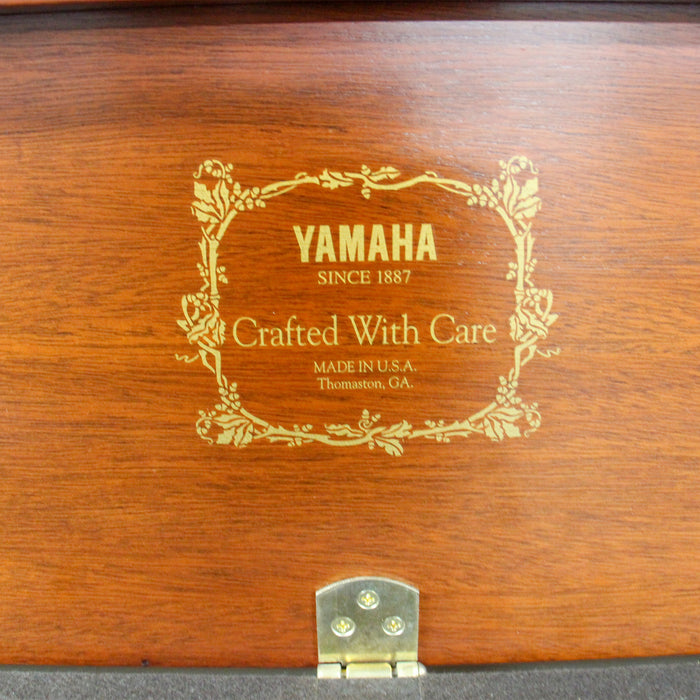 YAMAHA
SINCE 1887
Crafted With Care
MADE IN U.S.A.
Thomaston, GA.